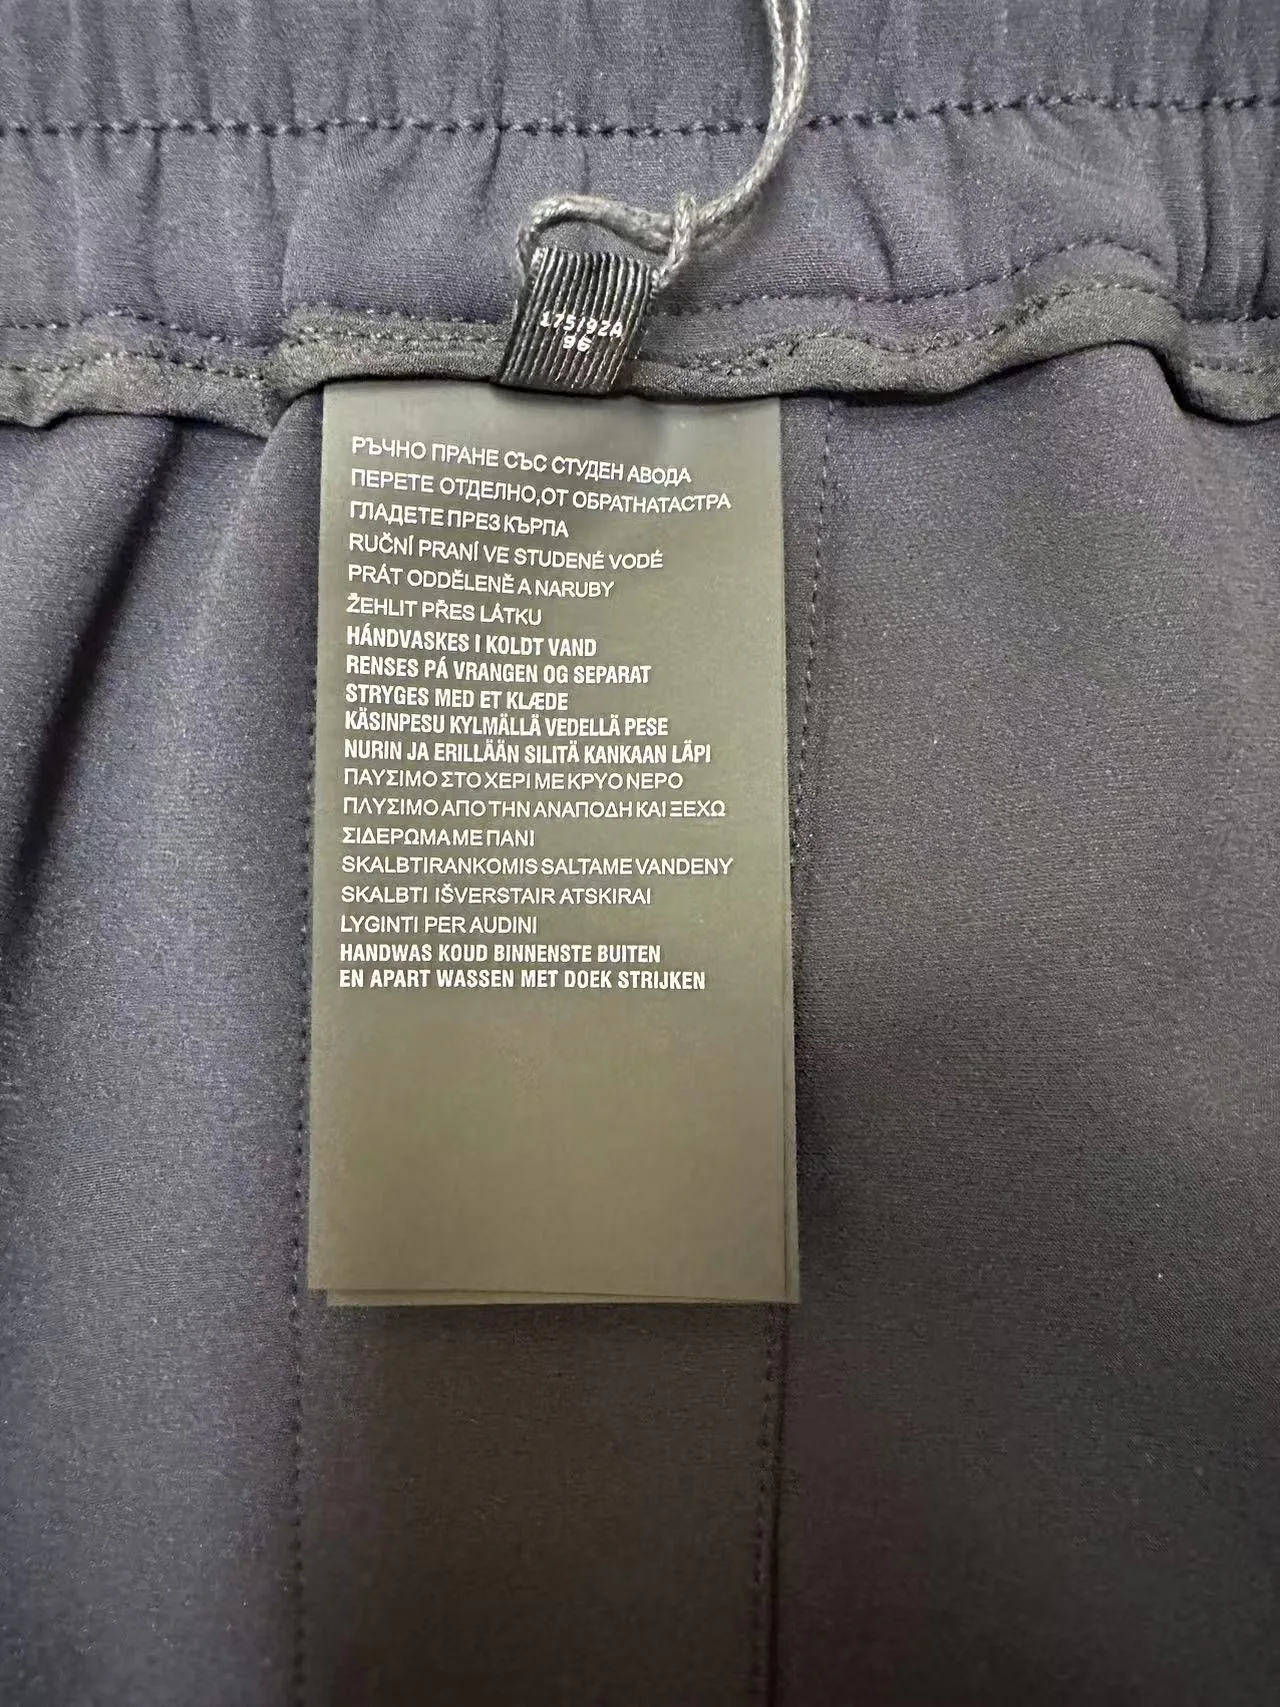 175/92A
96
РЪЧНО ПРАНЕ СЪС СТУДЕН АВОДА
ПЕРЕТЕ ОТДЕЛНО,ОТ ОБРАТНАТАСТРА
ГЛАДЕТЕ ПРЕЗ КЪРПА
RUČNÍ PRANÍ VE STUDENÉ VODÉ
PRÁT ODDĚLENĚ A NARUBY
ŽEHLIT PŘES LÁTKU
HÁNDVASKES I KOLDT VAND
RENSES PÁ VRANGEN OG SEPARAT
STRYGES MED ET KLÆDE
KÄSINPESU KYLMÄLLÄ VEDELLÄ PESE
NURIN JA ERILLÄÄN SILITÄ KANKAAN LÄPI
ΠΑΥΣΙΜΟ ΣΤΟ ΧΕΡΙ ΜΕ ΚΡΥΟ ΝΕΡΟ
ΠΛΥΣΙΜΟ ΑΠΟ ΤΗΝ ΑΝΑΠΟΔΗ ΚΑΙ ΞΕΧΩ
ΣΙΔΕΡΩΜΑ ΜΕ ΠΑΝΙ
SKALBTIRANKOMIS SALTAME VANDENY
SKALBTI IŠVERSTAIR ATSKIRAI
LYGINTI PER AUDINI
HANDWAS KOUD BINNENSTE BUITEN
EN APART WASSEN MET DOEK STRIJKEN